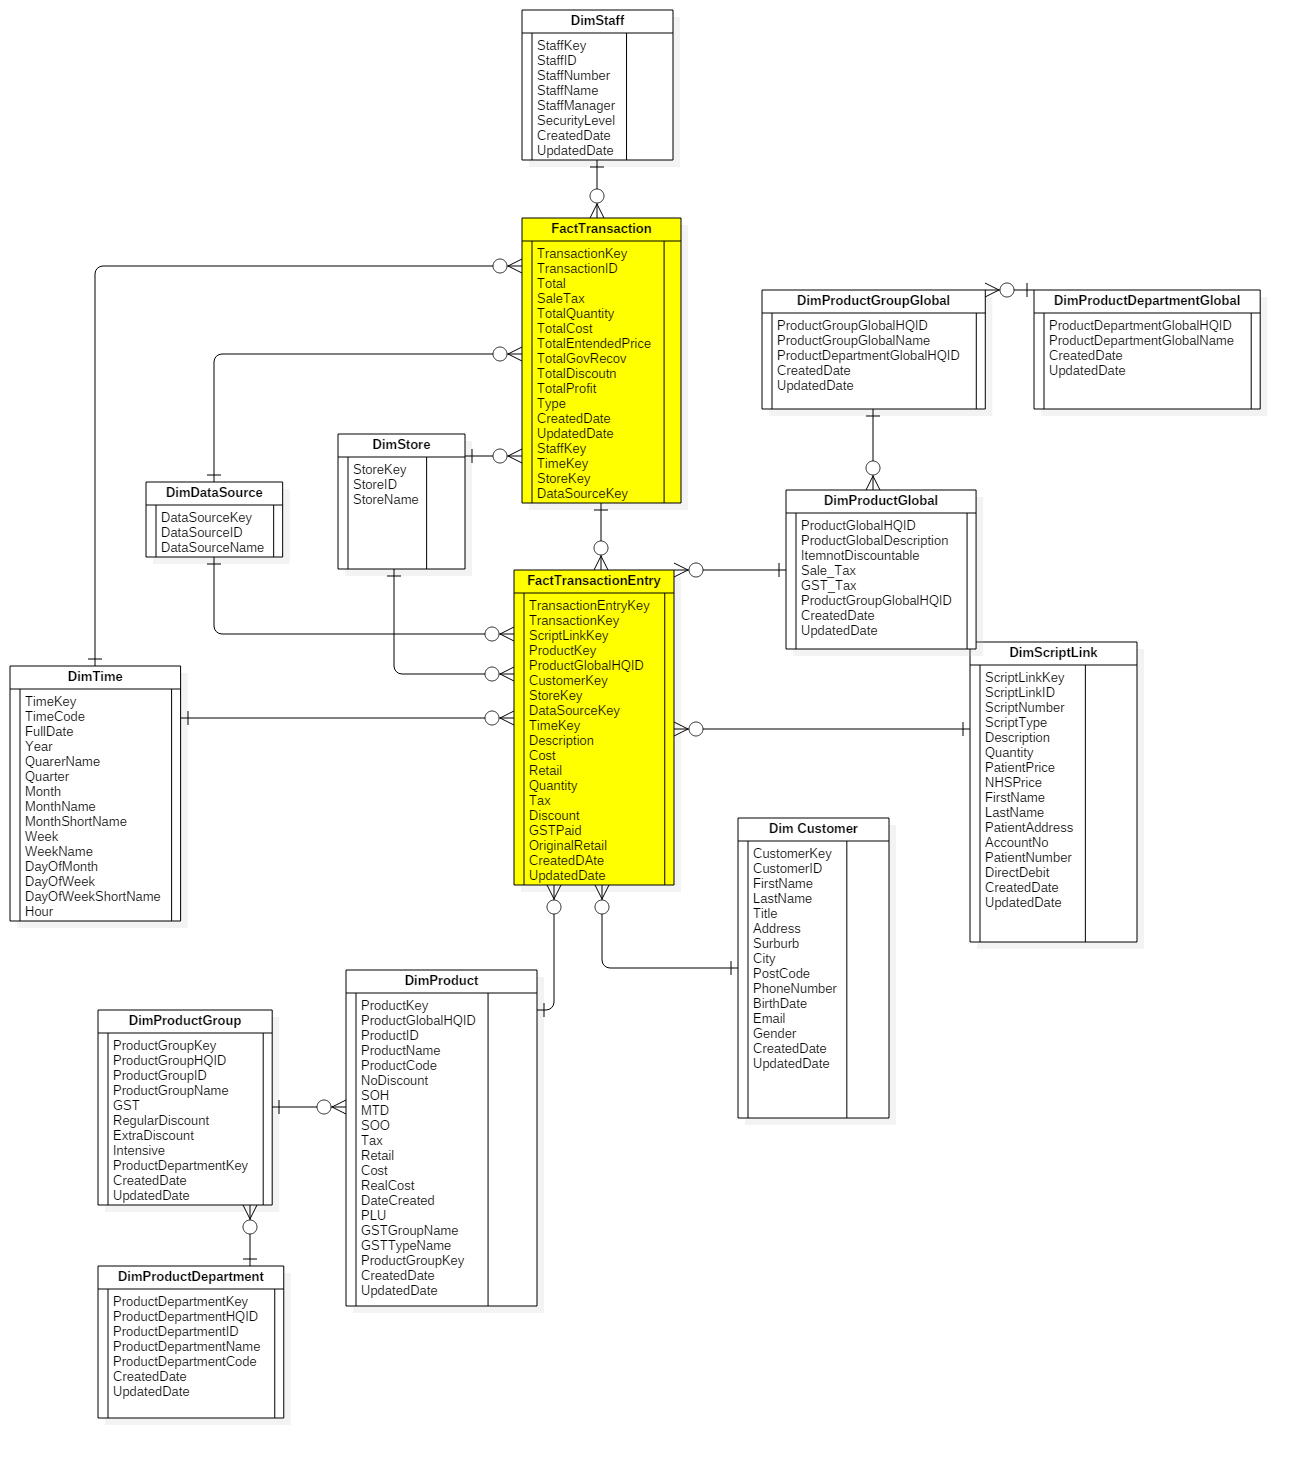 DimStaff
StaffKey
StaffID
StaffNumber
StaffName
StaffManager
SecurityLevel
CreatedDate
UpdatedDate
FactTransaction
TransactionKey
TransactionID
Total
SaleTax
TotalQuantity
TotalCost
TotalEntendedPrice
TotalGovRecov
TotalDiscoutn
TotalProfit
Type
CreatedDate
UpdatedDate
StaffKey
TimeKey
StoreKey
DataSourceKey
DimProductGroupGlobal
ProductGroupGlobalHQID
ProductGroupGlobalName
ProductDepartmentGlobalHQID
CreatedDate
UpdatedDate
DimProductDepartmentGlobal
ProductDepartmentGlobalHQID
ProductDepartmentGlobalName
CreatedDate
UpdatedDate
DimStore
StoreKey
StoreID
StoreName
DimDataSource
DataSourceKey
DataSourceID
DataSourceName
DimProductGlobal
ProductGlobalHQID
ProductGlobalDescription
ItemnotDiscountable
Sale_Tax
GST_Tax
ProductGroupGlobalHQID
CreatedDate
UpdatedDate
FactTransactionEntry
TransactionEntryKey
TransactionKey
ScriptLinkKey
ProductKey
ProductGlobalHQID
CustomerKey
StoreKey
DataSourceKey
TimeKey
Description
Cost
Retail
Quantity
Tax
Discount
GSTPaid
OriginalRetail
CreatedDAte
UpdatedDate
DimTime
TimeKey
TimeCode
FullDate
Year
QuarerName
Quarter
Month
MonthName
MonthShortName
Week
WeekName
DayOfMonth
DayOfWeek
DayOfWeekShortName
Hour
DimScriptLink
ScriptLinkKey
ScriptLinkID
ScriptNumber
ScriptType
Description
Quantity
PatientPrice
NHSPrice
FirstName
LastName
PatientAddress
AccountNo
PatientNumber
DirectDebit
CreatedDate
UpdatedDate
Dim Customer
CustomerKey
CustomerID
FirstName
LastName
Title
Address
Surburb
City
PostCode
PhoneNumber
BirthDate
Email
Gender
CreatedDate
UpdatedDate
DimProduct
ProductKey
ProductGlobalHQID
ProductID
ProductName
ProductCode
NoDiscount
SOH
MTD
SOO
Tax
Retail
Cost
RealCost
DateCreated
PLU
GSTGroupName
GSTTypeName
ProductGroupKey
CreatedDate
UpdatedDate
DimProductGroup
ProductGroupKey
ProductGroupHQID
ProductGroupID
ProductGroupName
GST
RegularDiscount
ExtraDiscount
Intensive
ProductDepartmentKey
CreatedDate
UpdatedDate
DimProductDepartment
ProductDepartmentKey
ProductDepartmentHQID
ProductDepartmentID
ProductDepartmentName
ProductDepartmentCode
CreatedDate
UpdatedDate